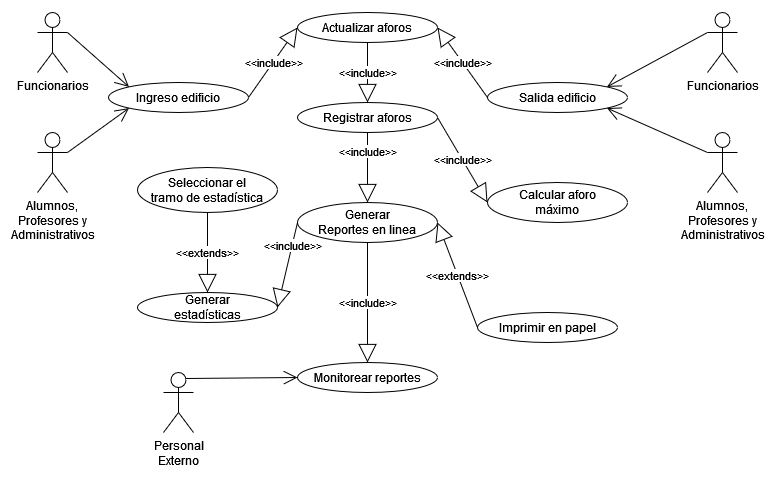 Actualizar aforos
<<include>>
<<include>>
<<include>>
Funcionarios
Funcionarios
Ingreso edificio
Salida edificio
Registrar aforos
<<include>>
<<include>>
Alumnos,
Profesores y
Administrativos
Seleccionar el
tramo de estadística
Calcular aforo
máximo
Alumnos,
Profesores y
Administrativos
Generar
Reportes en linea
<<extends>>
<<include>>
<<extends>>
Generar
estadísticas
<<include>>
Imprimir en papel
Monitorear reportes
Personal
Externo